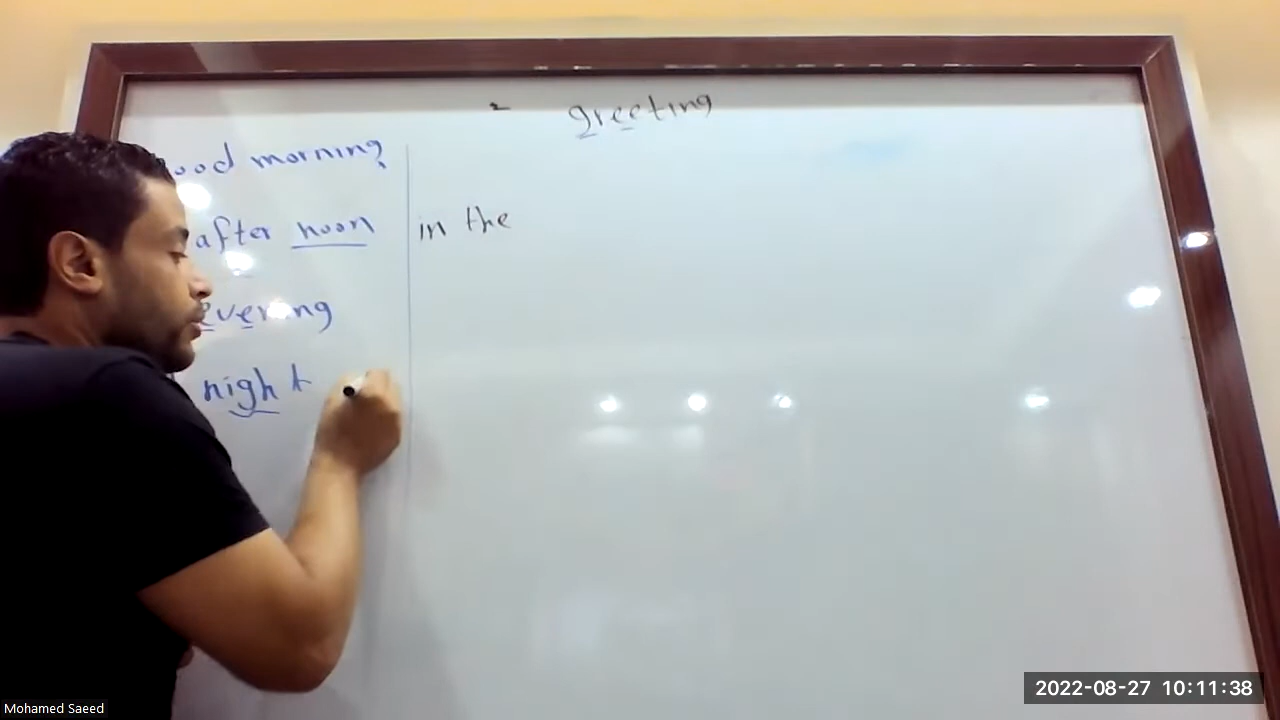 greeting
ood morning
after noon in the
evening
night
2022-08-27 10:11:38
Mohamed Saeed